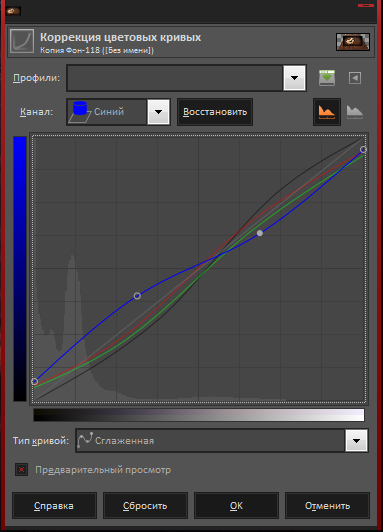 Коррекция цветовых кривых
Копия Фон-118 ([Без имени])
Профили:
Канал: Синий Восстановить
Тип кривой: Сглаженная
Предварительный просмотр
Справка Сбросить OK Отменить